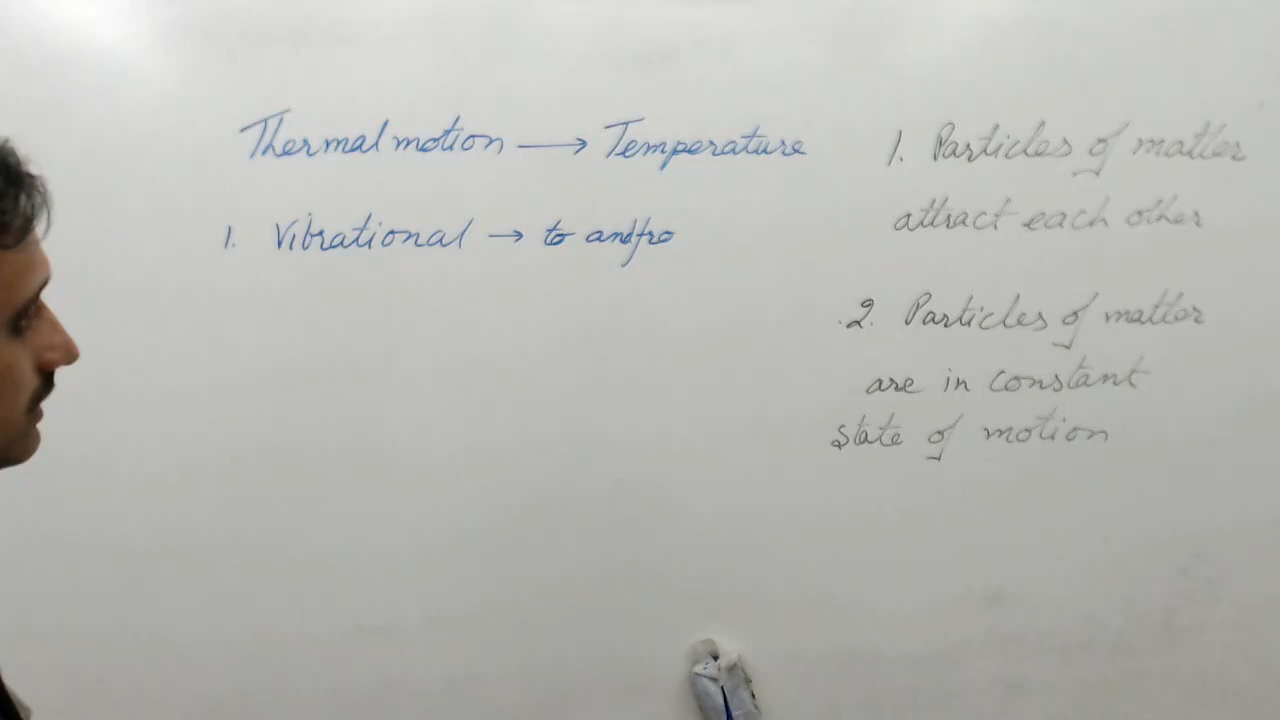 Thermal motion → Temperature
1. Vibrational → to and fro
1. Particles of matter
attract each other
2. Particles of matter
are in constant
state of motion